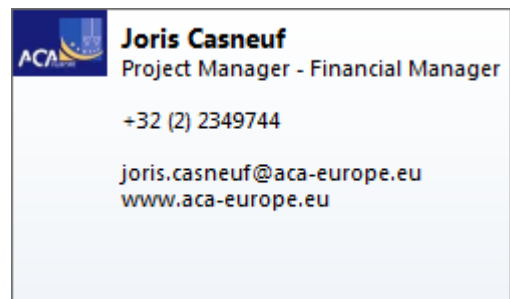 ACA
Joris Casneuf
Project Manager - Financial Manager
+32 (2) 2349744
joris.casneuf@aca-europe.eu
www.aca-europe.eu